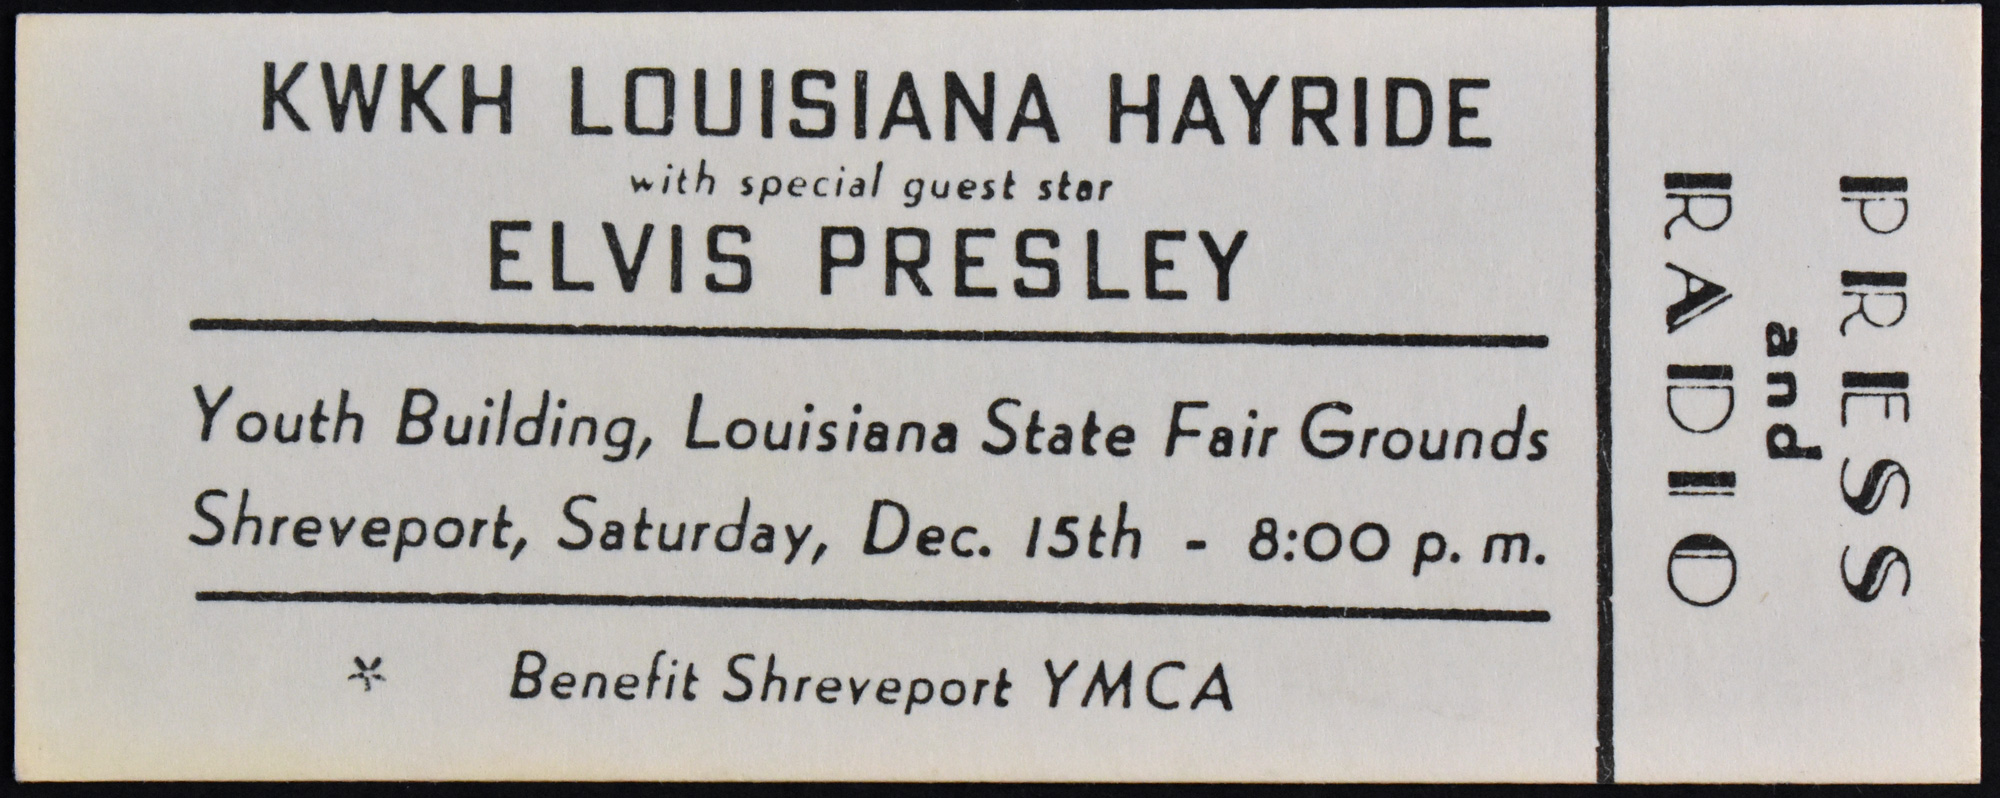 KWKH LOUISIANA HAYRIDE
with special guest star
ELVIS PRESLEY
Youth Building, Louisiana State Fair Grounds
Shreveport, Saturday, Dec. 15th - 8:00 p. m.
* Benefit Shreveport YMCA
PRESS
and
RADIO